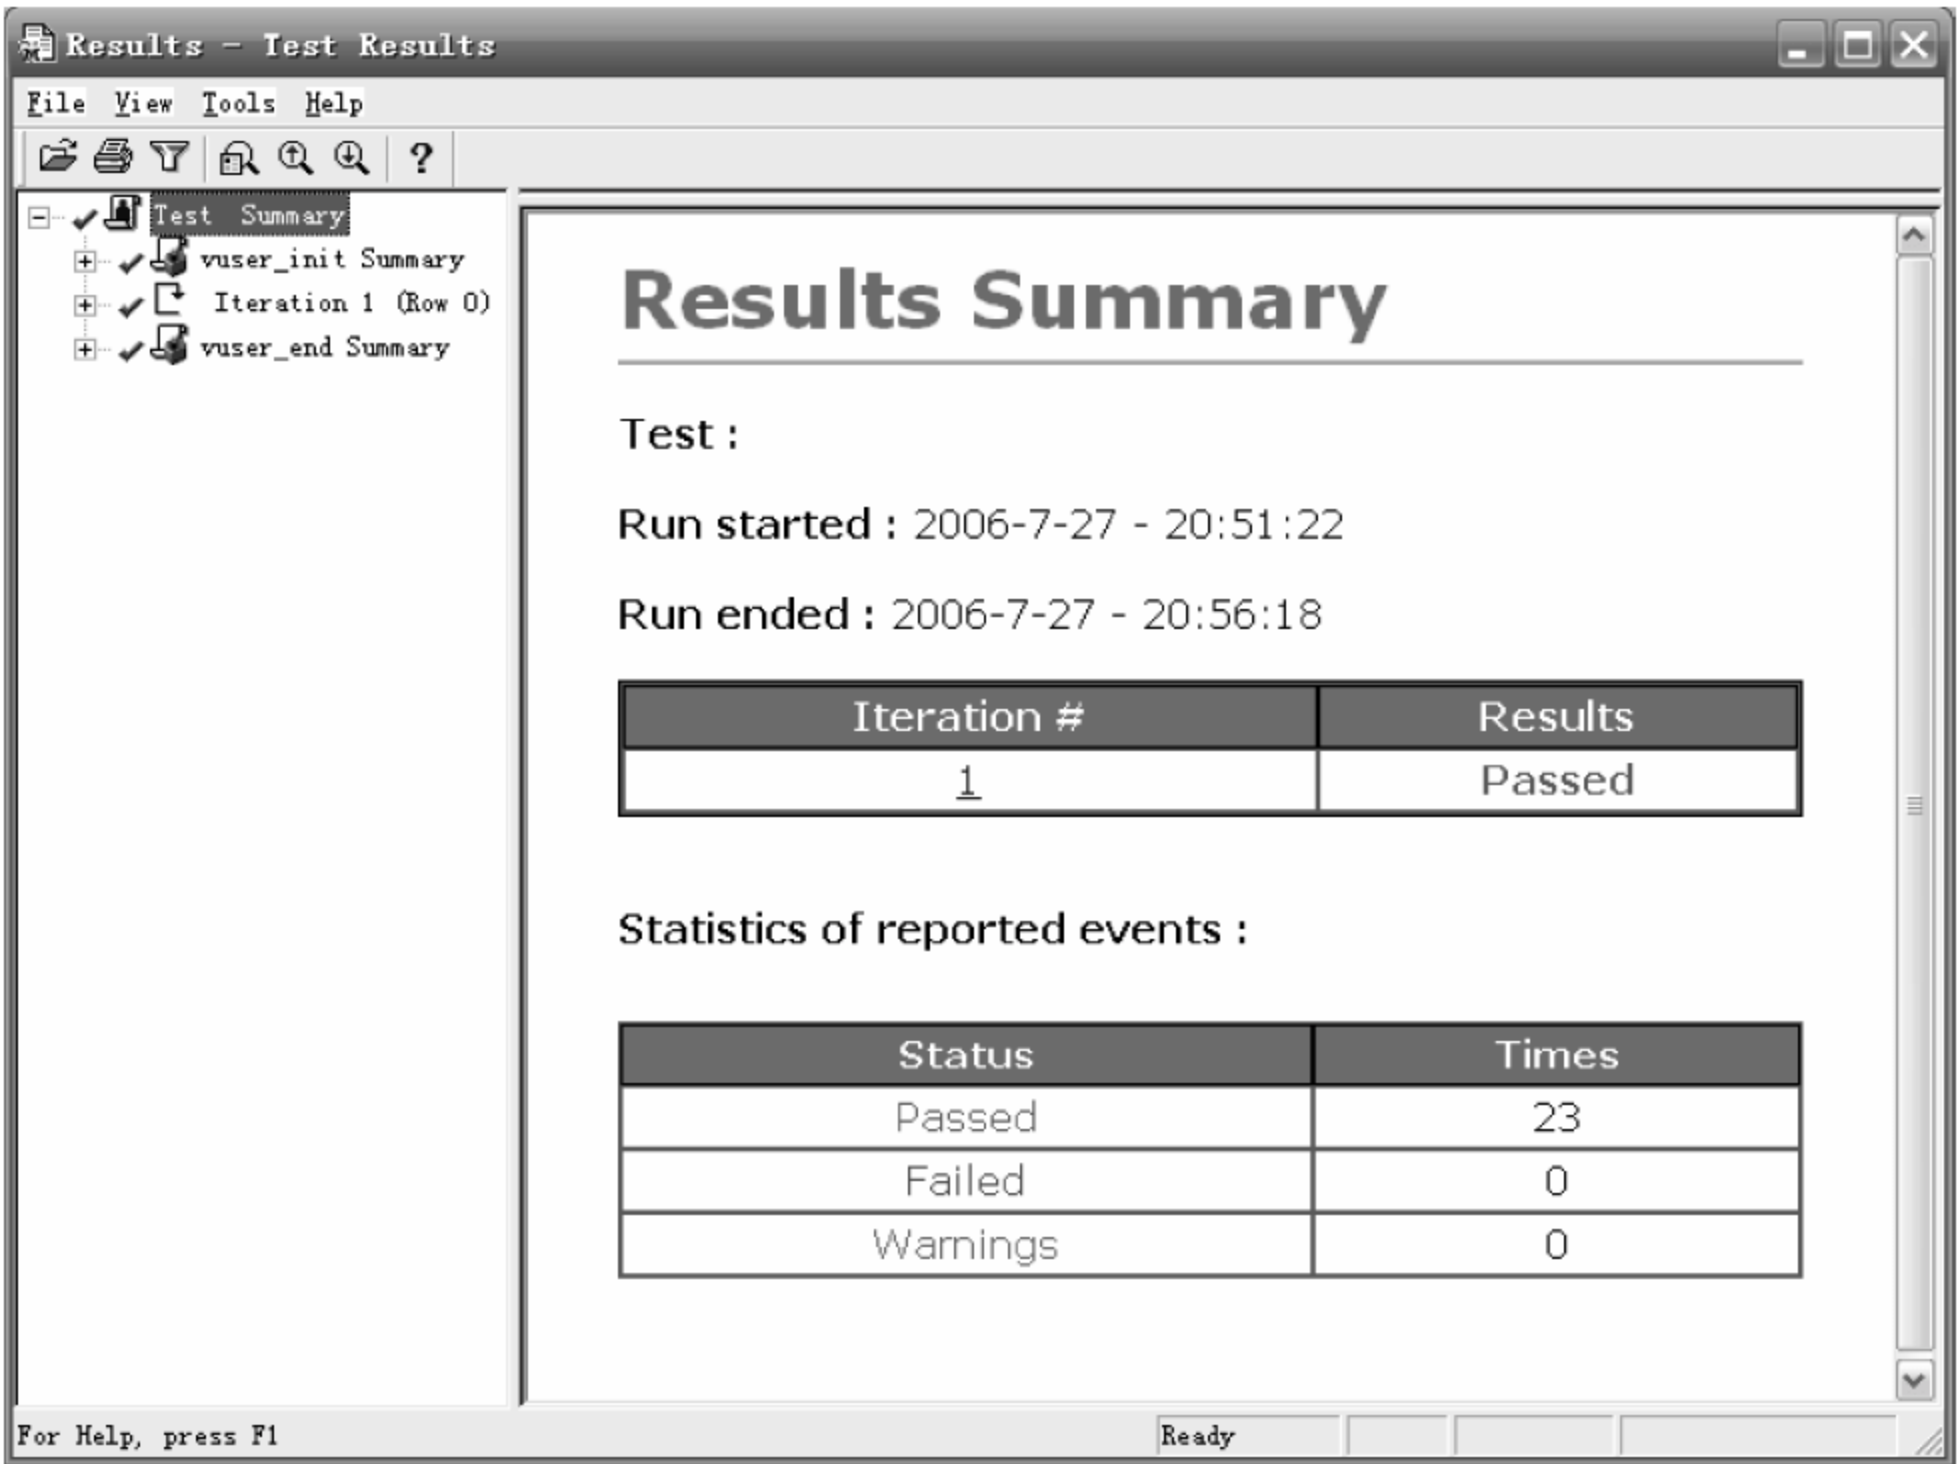 Results - Test Results
File View Tools Help
?
Test Summary
vuser_init Summary
Iteration 1 (Row 0)
vuser_end Summary
Results Summary
Test :
Run started : 2006-7-27 - 20:51:22
Run ended : 2006-7-27 - 20:56:18
Iteration # Results
1 Passed
Statistics of reported events :
Status Times
Passed 23
Failed 0
Warnings 0
For Help, press F1 Ready